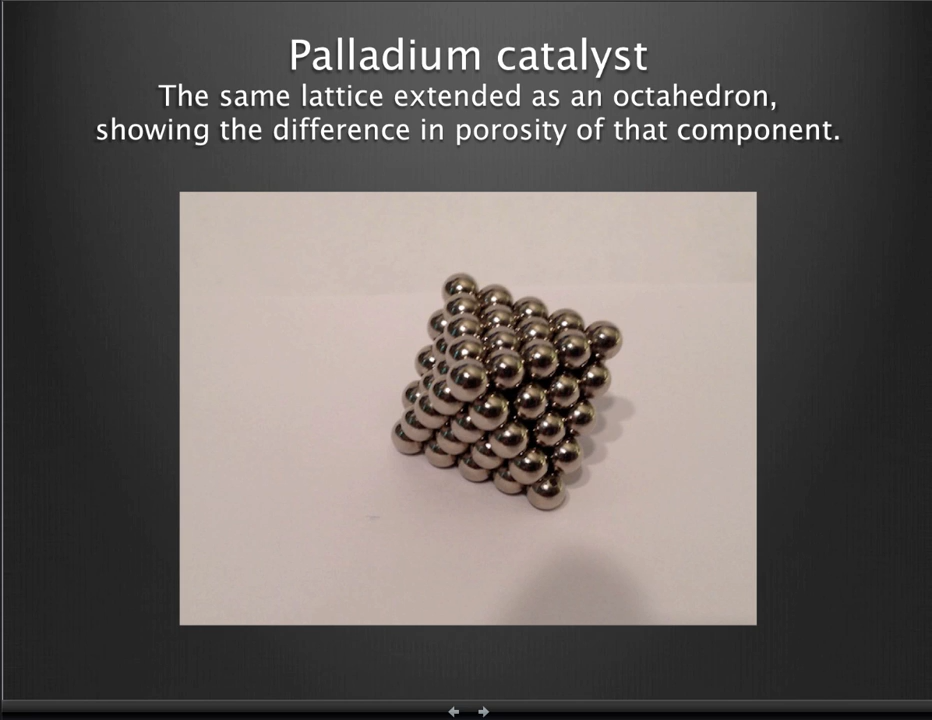 Palladium catalyst
The same lattice extended as an octahedron,
showing the difference in porosity of that component.